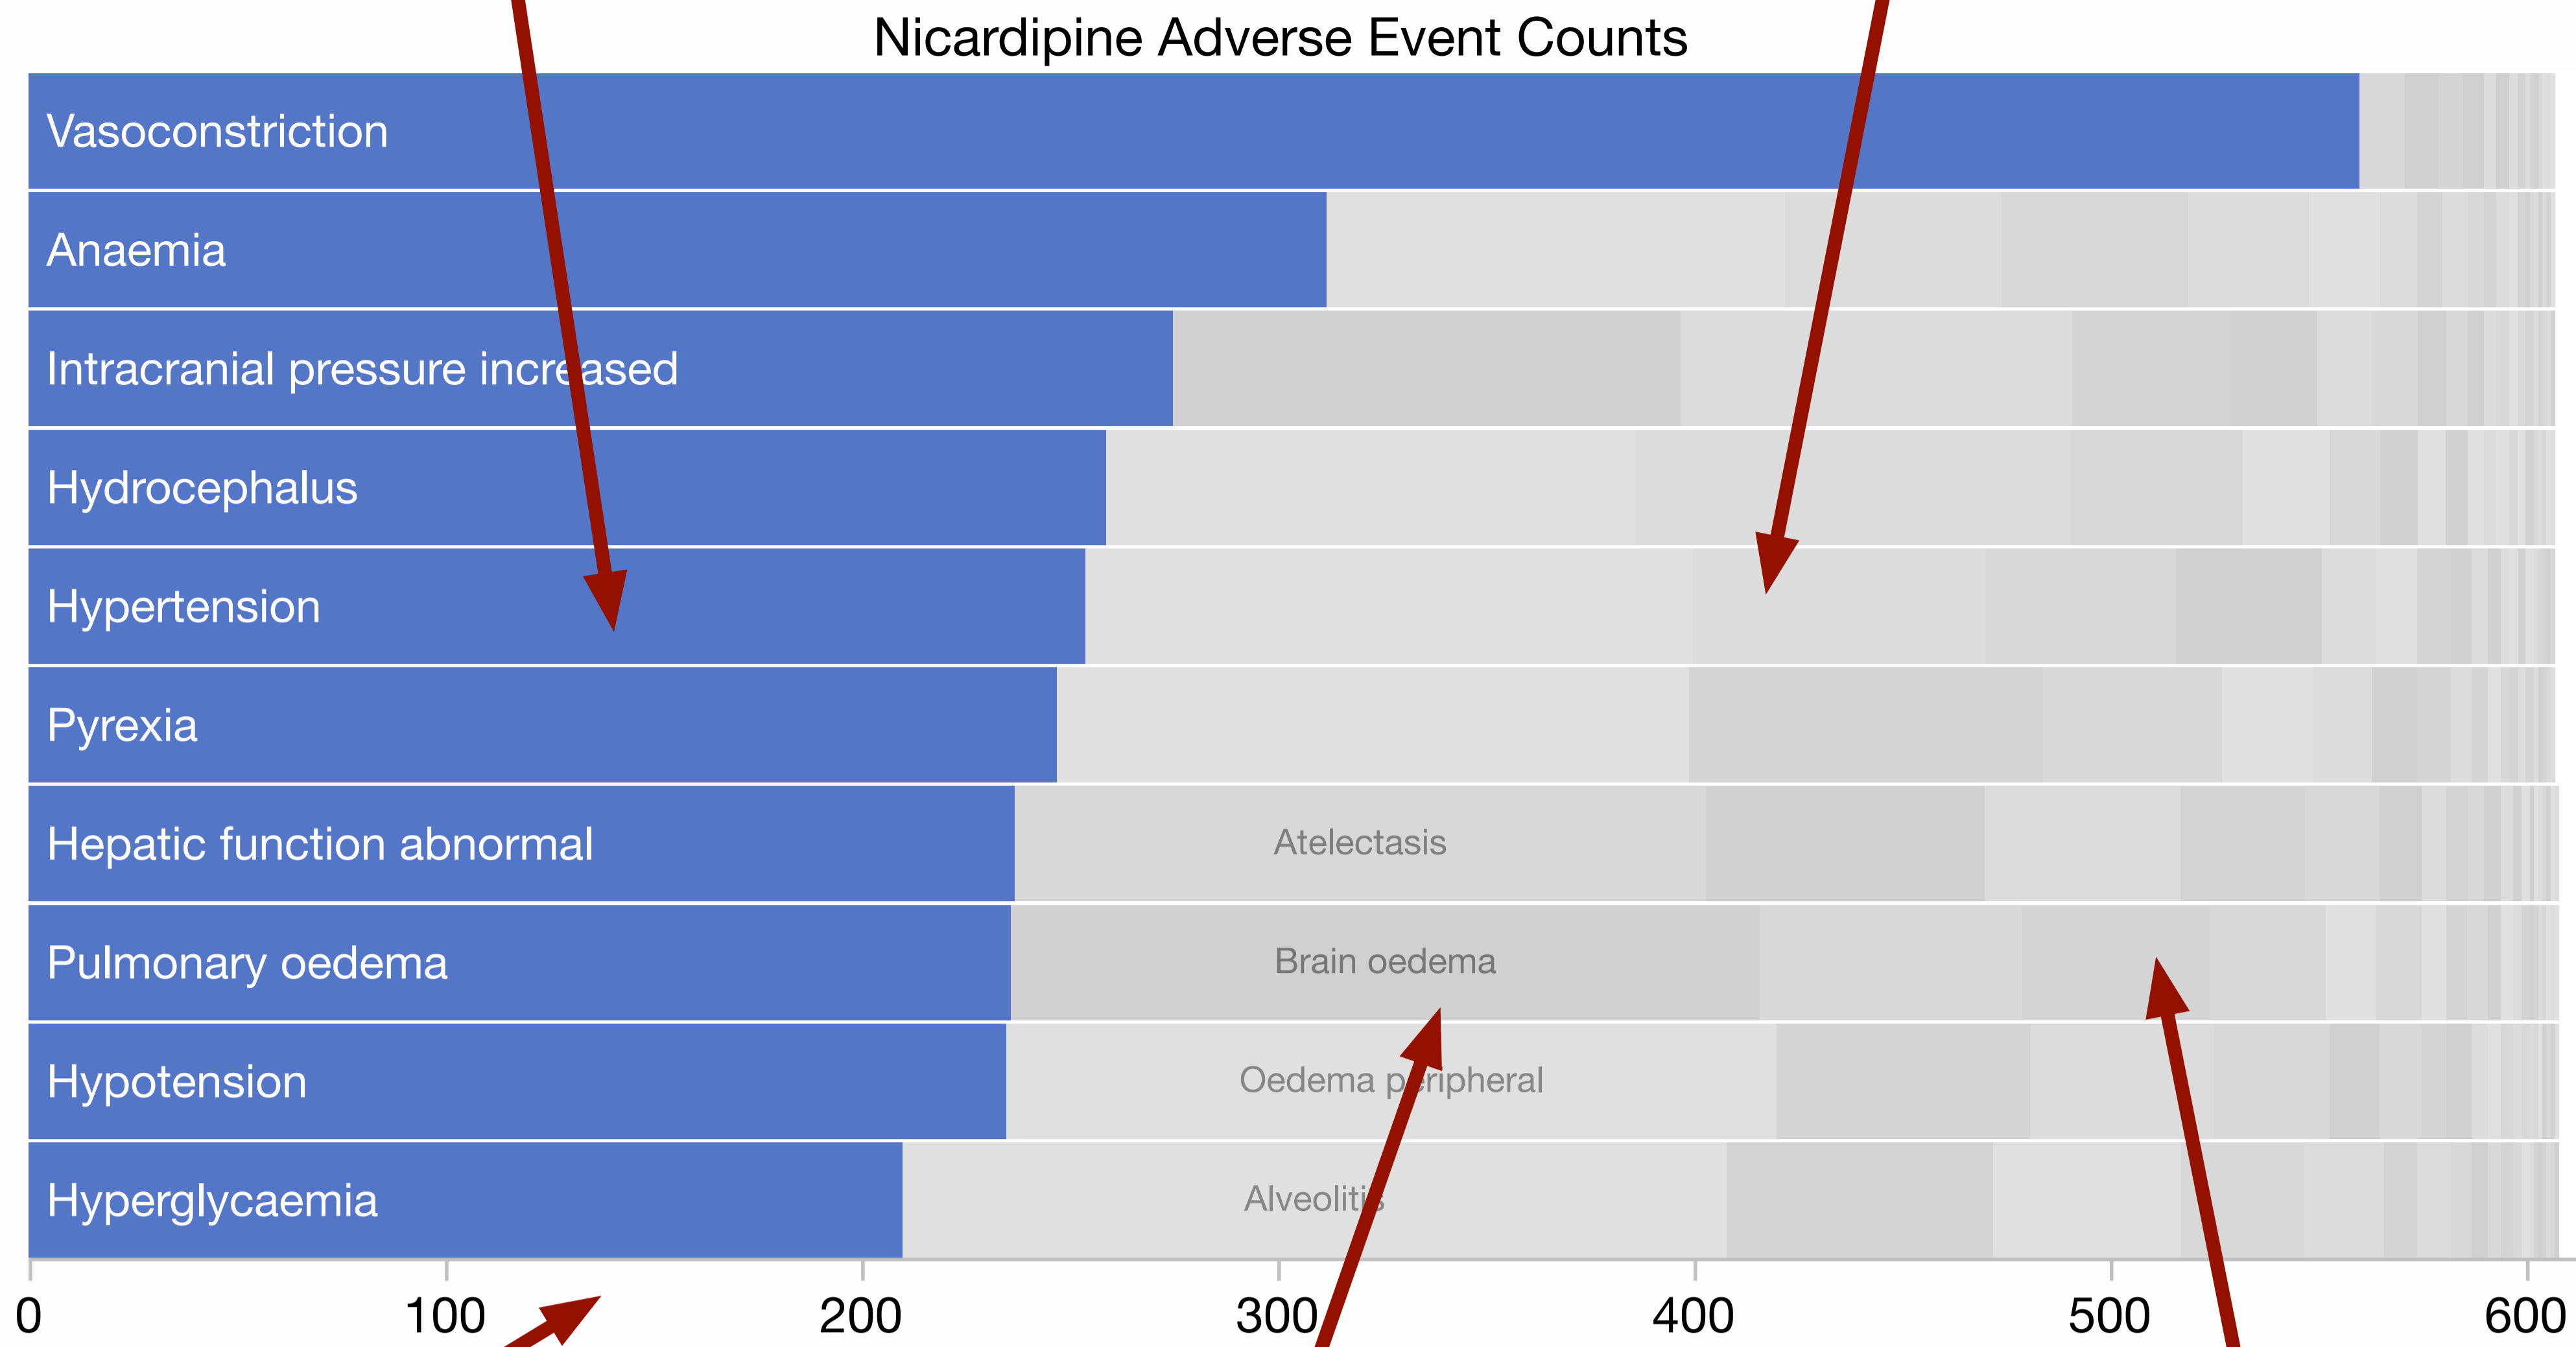 Nicardipine Adverse Event Counts
Vasoconstriction
Anaemia
Intracranial pressure increased
Hydrocephalus
Hypertension
Pyrexia
Hepatic function abnormal
Atelectasis
Pulmonary oedema
Brain oedema
Hypotension
Oedema peripheral
Hyperglycaemia
Alveolitis
0 100 200 300 400 500 600